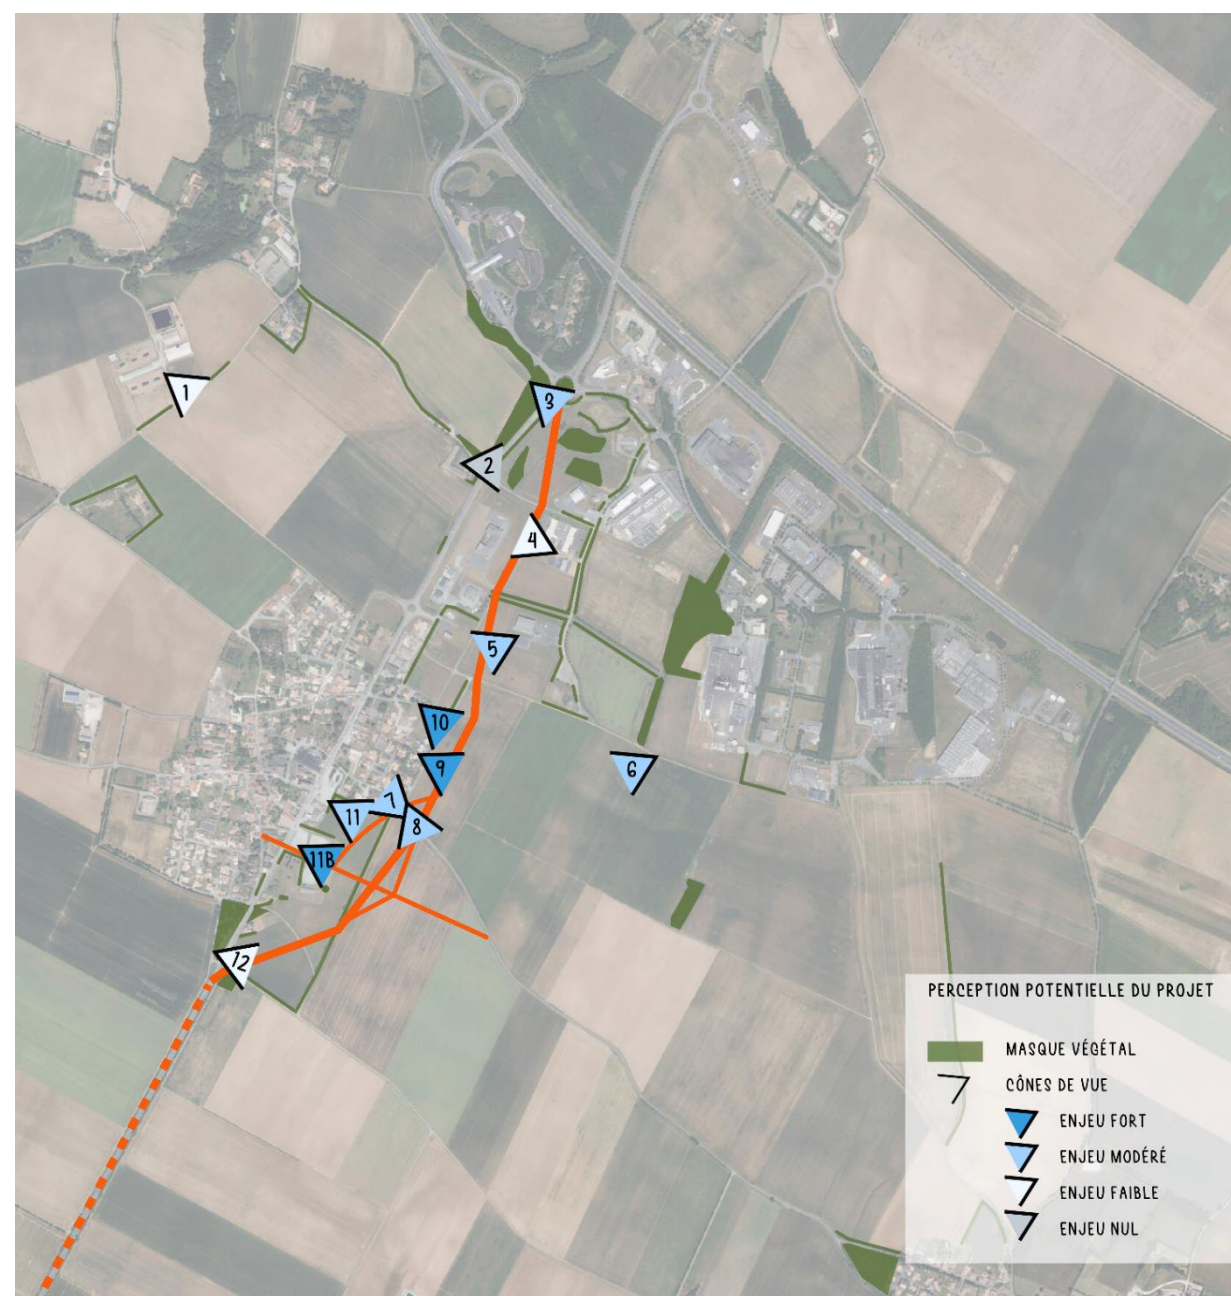 1
3
2
4
5
10
9
6
7
11
8
11B
12
PERCEPTION POTENTIELLE DU PROJET
MASQUE VÉGÉTAL
CÔNES DE VUE
ENJEU FORT
ENJEU MODÉRÉ
ENJEU FAIBLE
ENJEU NUL